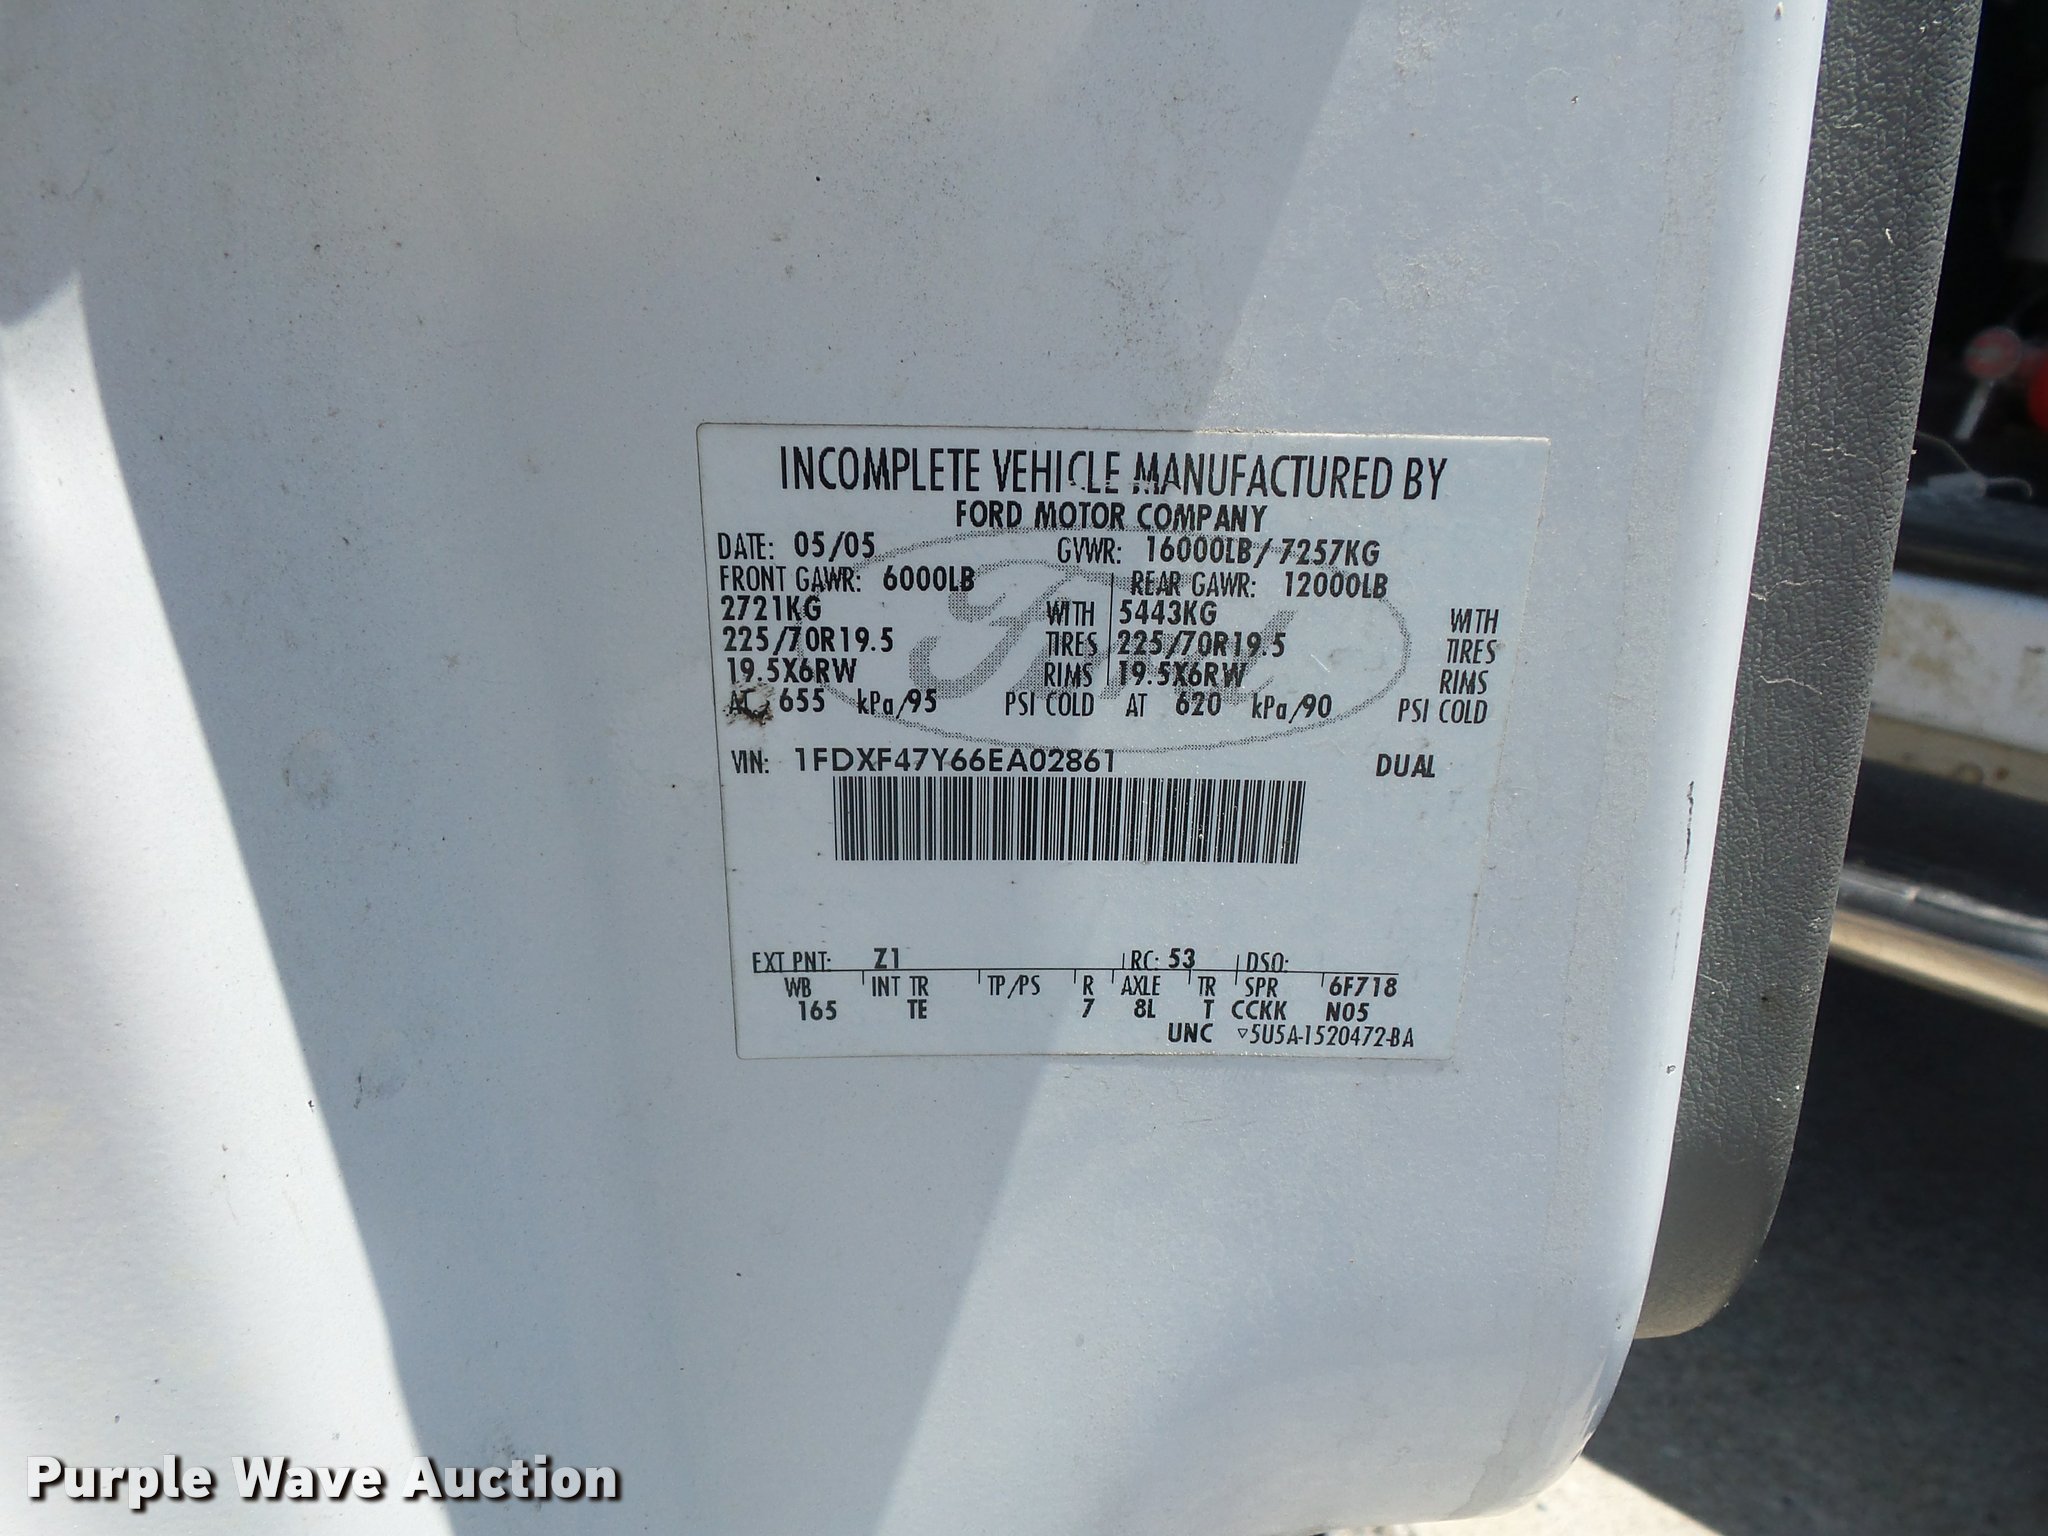 INCOMPLETE VEHICLE MANUFACTURED BY
FORD MOTOR COMPANY
DATE: 05/05 GVWR: 16000LB/7257KG
FRONT GAWR: 6000LB REAR GAWR: 12000LB
2721KG WITH 5443KG WITH
225/70R19.5 TIRES 225/70R19.5 TIRES
19.5X6RW RIMS 19.5X6RW RIMS
AT 655 kPa/95 PSI COLD AT 620 kPa/90 PSI COLD
Ford
VIN: 1FDXF47Y66EA02861 DUAL
EXT PNT: Z1 RC: 53 DSO:
WB INT TR TP/PS R AXLE TR SPR 6F718
165 TE 7 8L T CCKK N05
UNC ▽5U5A-1520472-BA
Purple Wave Auction